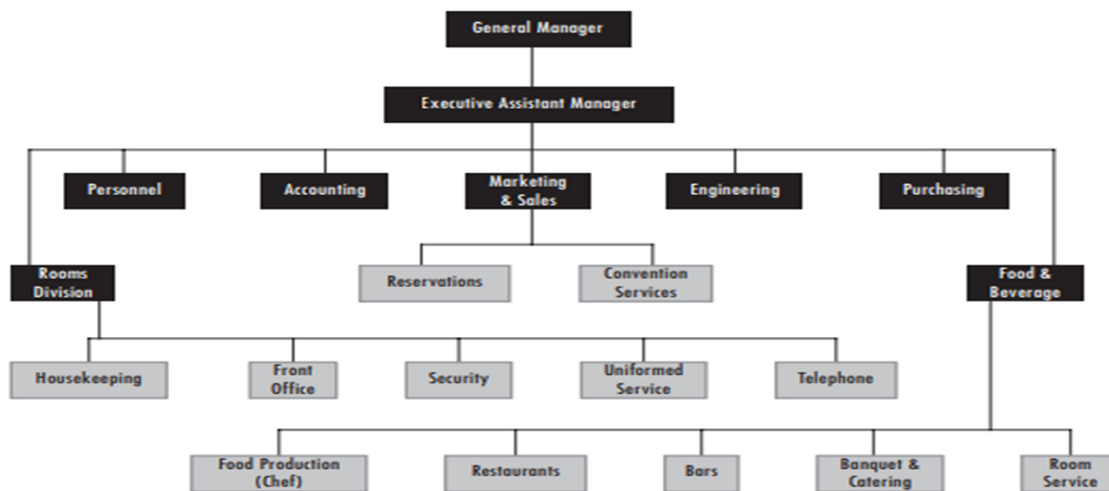 General Manager
Executive Assistant Manager
Personnel
Accounting
Marketing
& Sales
Engineering
Purchasing
Rooms
Division
Reservations
Convention
Services
Food &
Beverage
Housekeeping
Front
Office
Security
Uniformed
Service
Telephone
Food Production
(Chef)
Restaurants
Bars
Banquet &
Catering
Room
Service